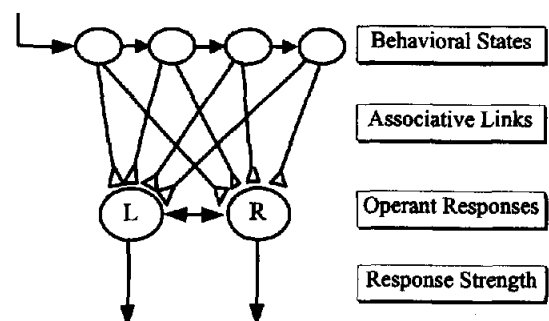 Behavioral States
Associative Links
L R Operant Responses
Response Strength